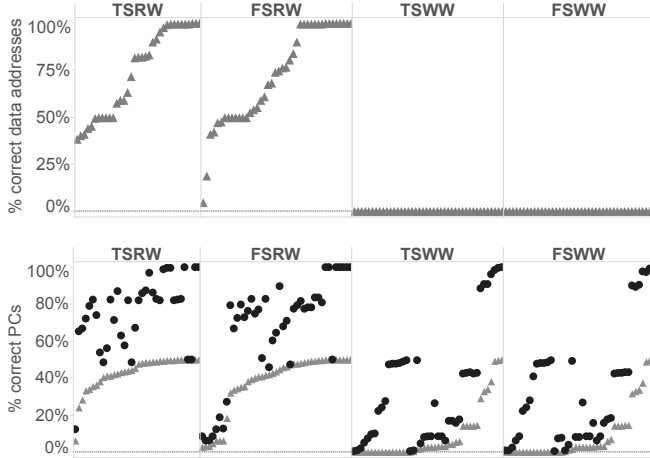 TSRW FSRW TSWW FSWW
% correct data addresses
100%
75%
50%
25%
0%
TSRW FSRW TSWW FSWW
% correct PCs
100%
80%
60%
40%
20%
0%